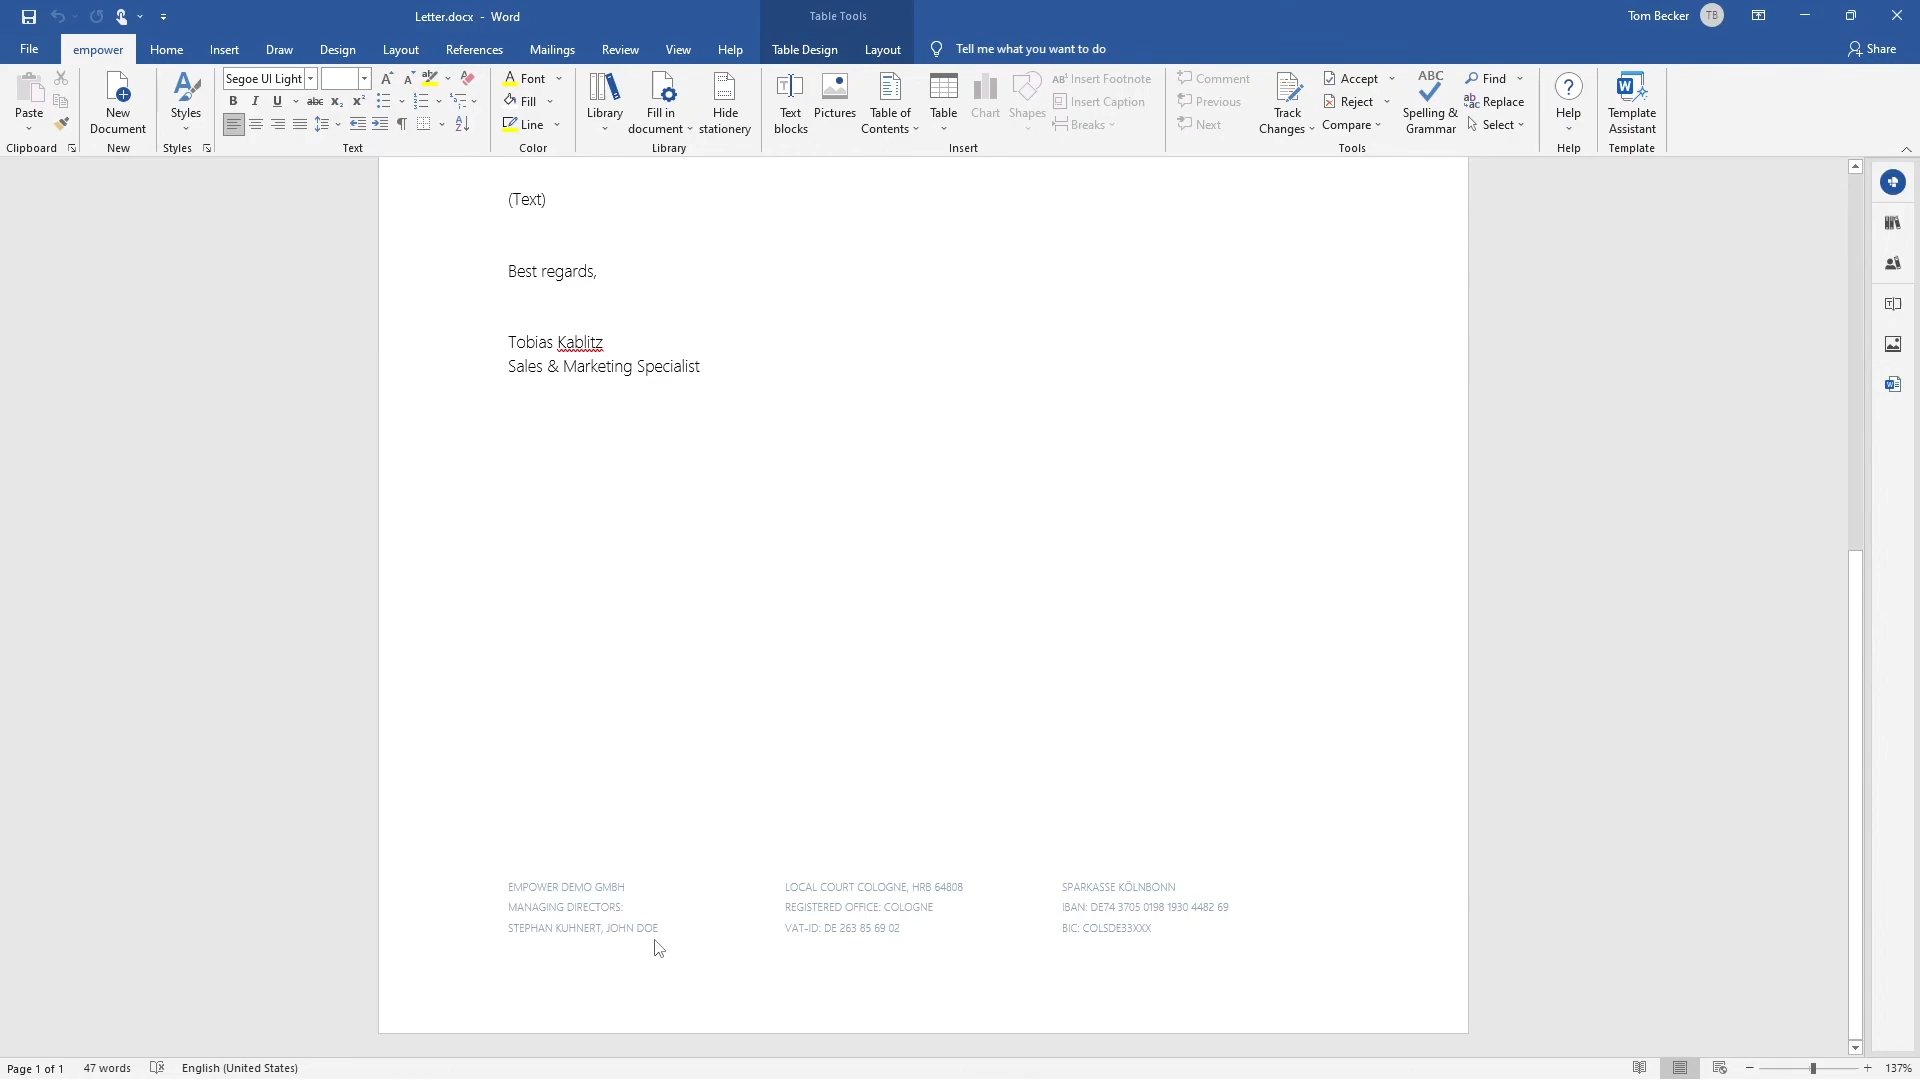 Letter.docx - Word
Table Tools
Tom Becker TB
File empower Home Insert Draw Design Layout References Mailings Review View Help Table Design Layout Tell me what you want to do Share
Segoe UI Light
Paste
New Document
Styles
Font
Fill
Line
Library
Fill in document
Hide stationery
Text blocks
Pictures
Table of Contents
Table
Chart
Shapes
Insert Footnote
Insert Caption
Breaks
Comment
Previous
Next
Track Changes
Accept
Reject
Compare
ABC
Spelling & Grammar
Find
Replace
Select
Help
Template Assistant
Clipboard New Styles Text Color Library Insert Tools Help Template
(Text)
Best regards,
Tobias Kablitz
Sales & Marketing Specialist
EMPOWER DEMO GMBH
MANAGING DIRECTORS:
STEPHAN KUHNERT, JOHN DOE
LOCAL COURT COLOGNE, HRB 64808
REGISTERED OFFICE: COLOGNE
VAT-ID: DE 263 85 69 02
SPARKASSE KÖLNBONN
IBAN: DE74 3705 0198 1930 4482 69
BIC: COLSDE33XXX
Page 1 of 1 47 words English (United States) 137%